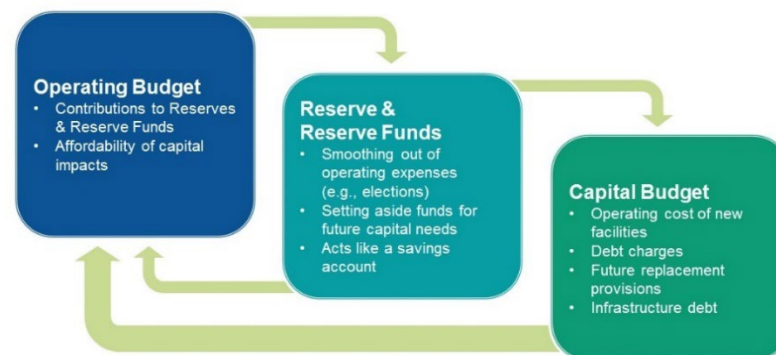 Operating Budget
• Contributions to Reserves
& Reserve Funds
• Affordability of capital
impacts
Reserve &
Reserve Funds
• Smoothing out of
operating expenses
(e.g., elections)
• Setting aside funds for
future capital needs
• Acts like a savings
account
Capital Budget
• Operating cost of new
facilities
• Debt charges
• Future replacement
provisions
• Infrastructure debt